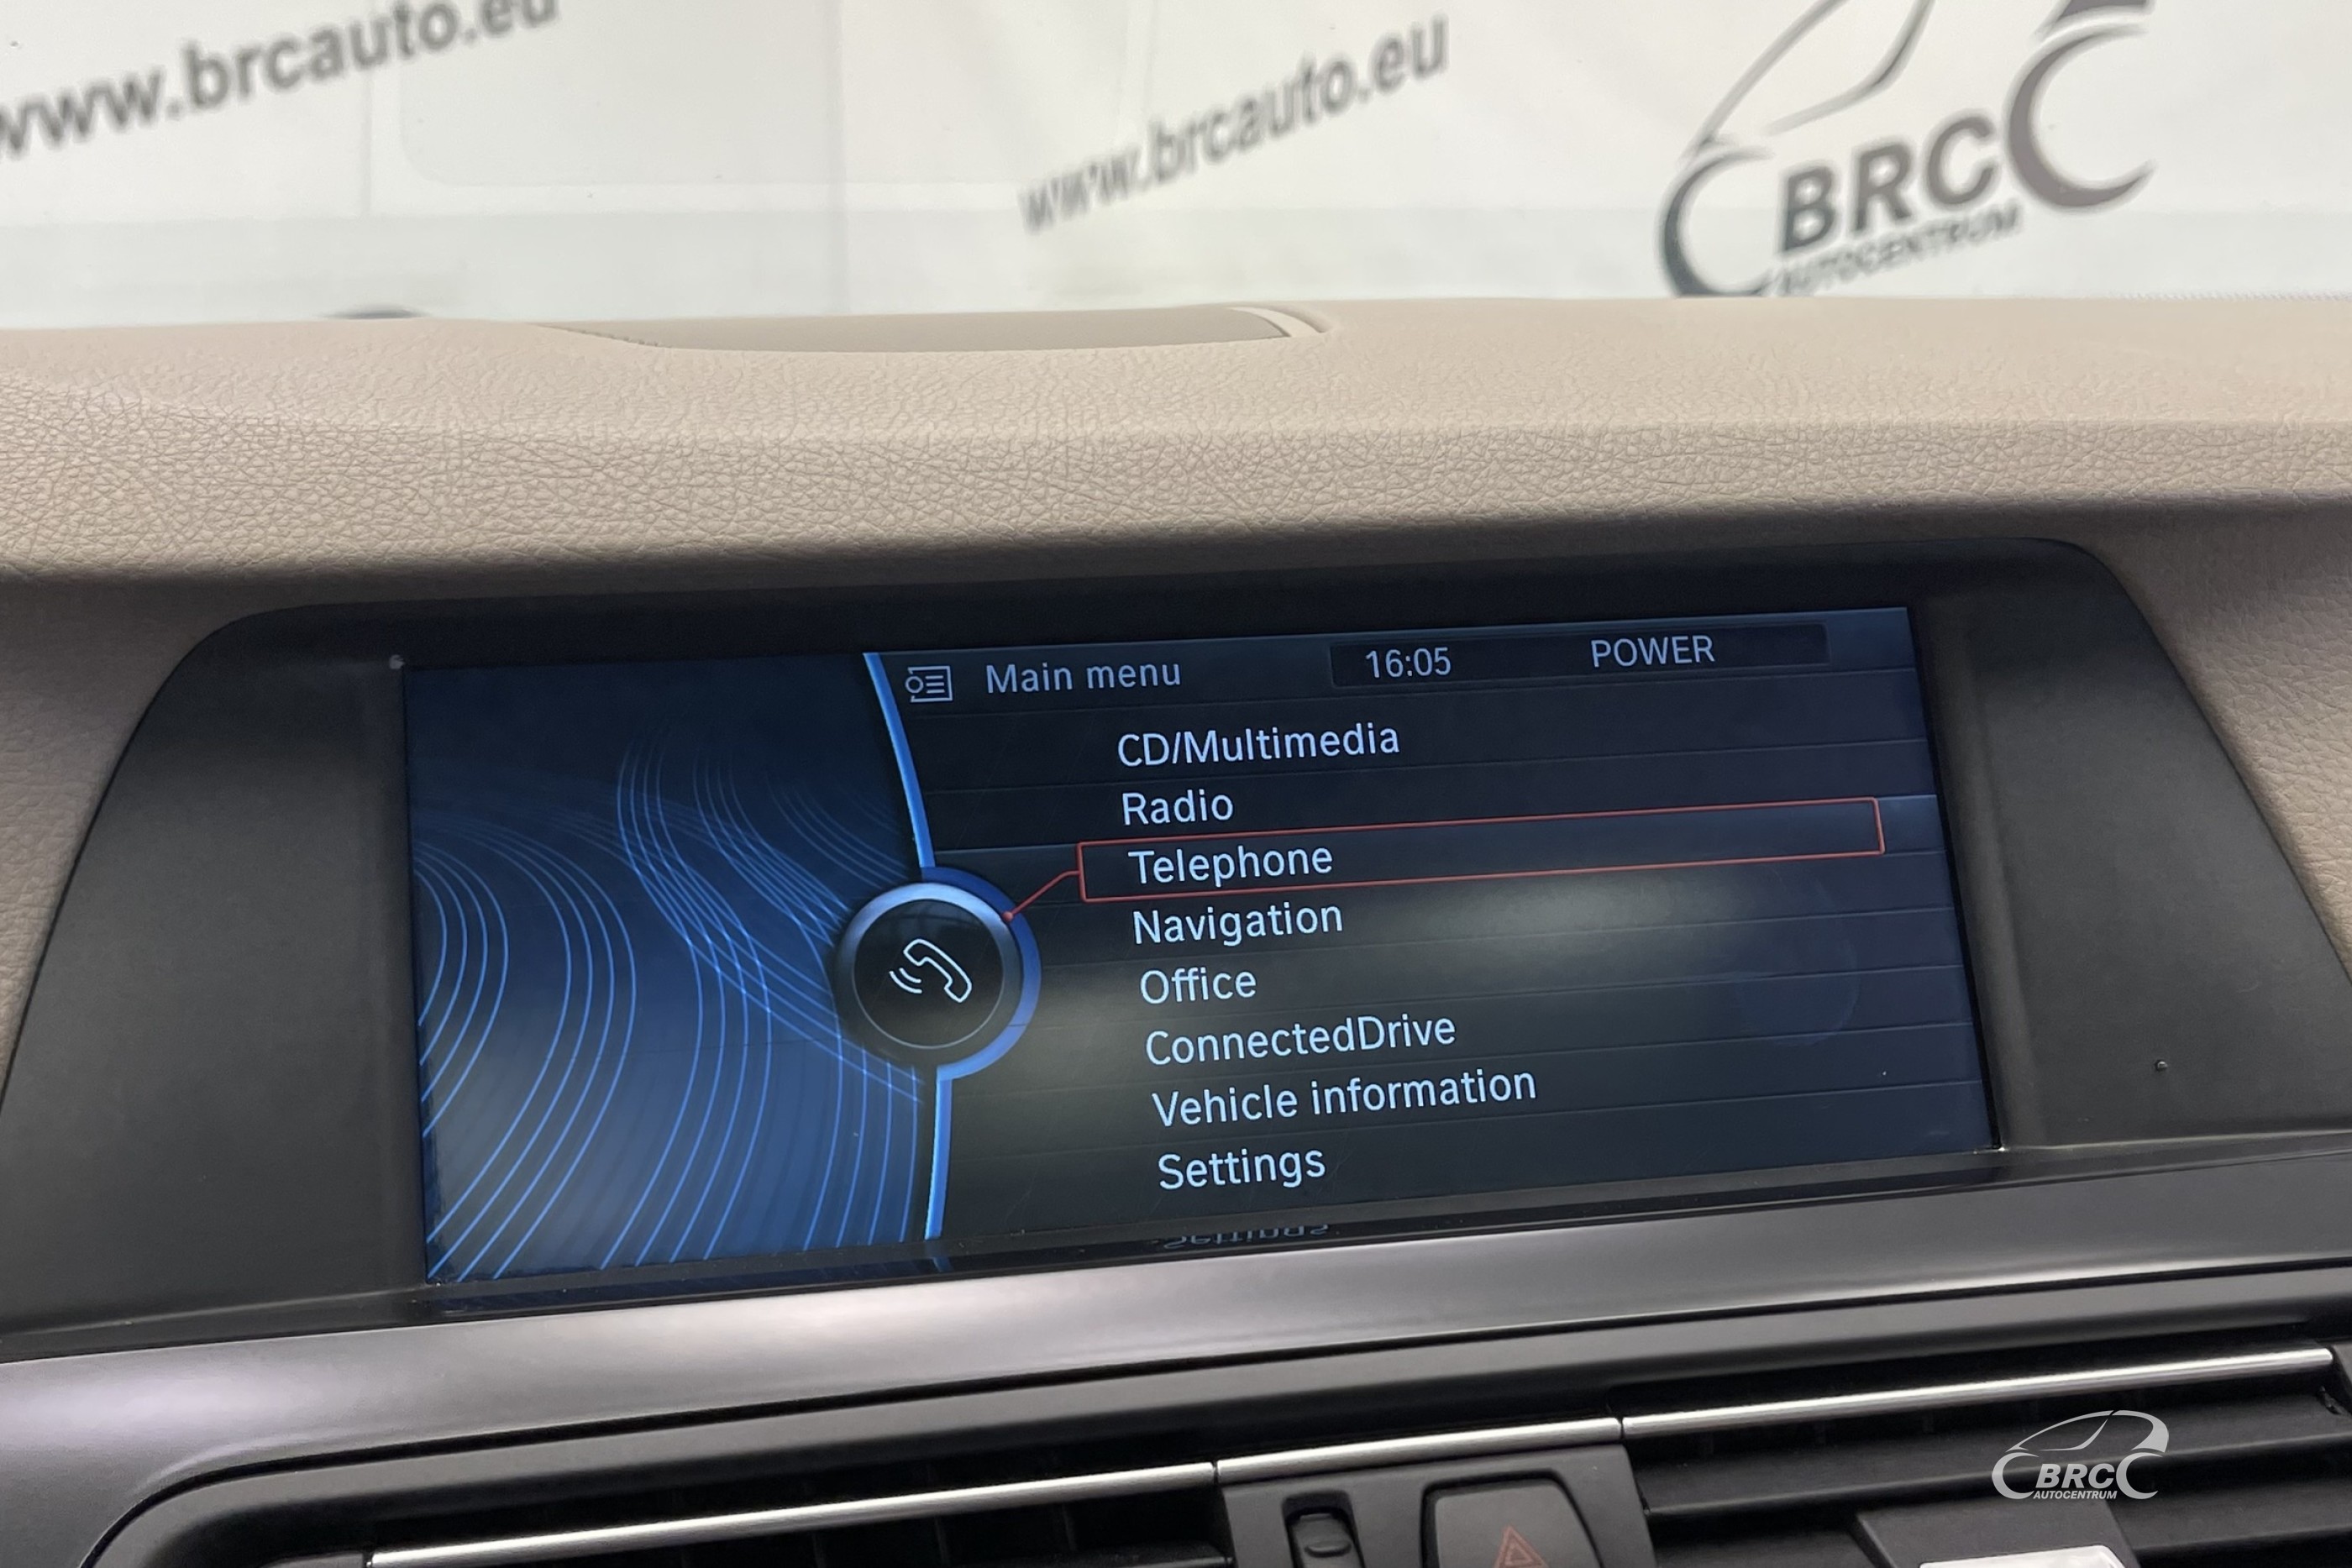 www.brcauto.eu
www.brcauto.eu
BRC
AUTOCENTRUM
Main menu 16:05 POWER
CD/Multimedia
Radio
Telephone
Navigation
Office
ConnectedDrive
Vehicle information
Settings
Settings
BRC
AUTOCENTRUM